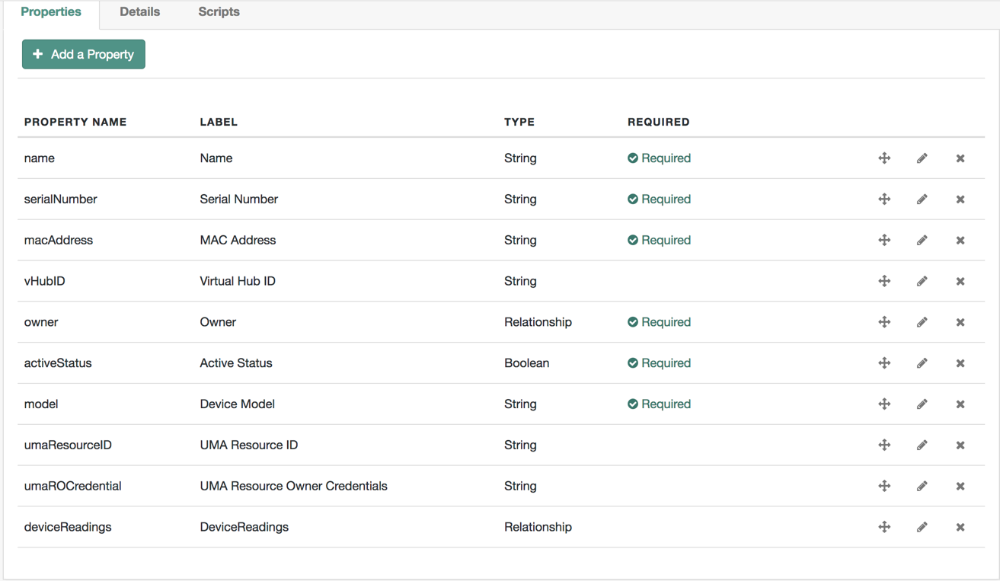 Properties Details Scripts
Add a Property
PROPERTY NAME LABEL TYPE REQUIRED
name Name String Required
serialNumber Serial Number String Required
macAddress MAC Address String Required
vHubID Virtual Hub ID String
owner Owner Relationship Required
activeStatus Active Status Boolean Required
model Device Model String Required
umaResourceID UMA Resource ID String
umaROCredential UMA Resource Owner Credentials String
deviceReadings DeviceReadings Relationship